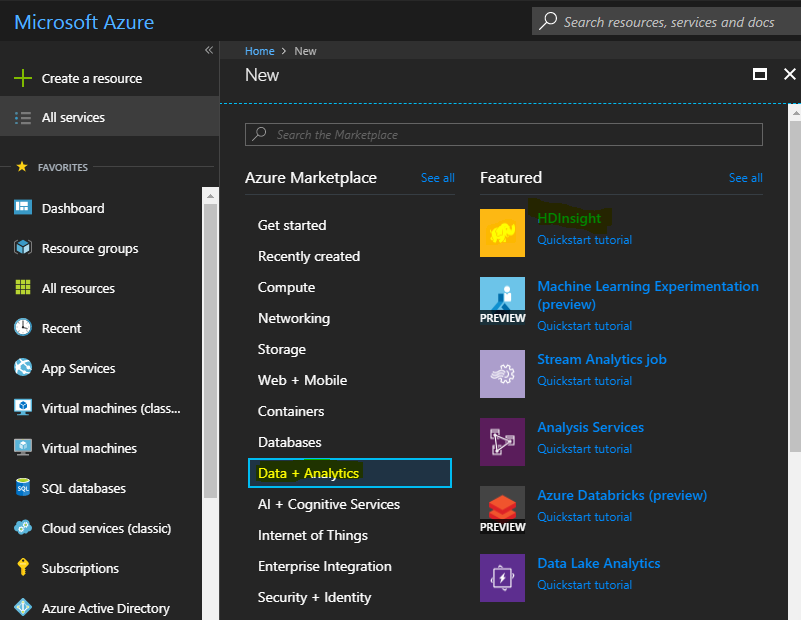 Microsoft Azure
Search resources, services and docs
«
Create a resource
All services
FAVORITES
Dashboard
Resource groups
All resources
Recent
App Services
Virtual machines (class...
Virtual machines
SQL databases
Cloud services (classic)
Subscriptions
Azure Active Directory
Home > New
New
Search the Marketplace
Azure Marketplace See all
Get started
Recently created
Compute
Networking
Storage
Web + Mobile
Containers
Databases
Data + Analytics
AI + Cognitive Services
Internet of Things
Enterprise Integration
Security + Identity
Featured See all
HDInsight
Quickstart tutorial
PREVIEW
Machine Learning Experimentation
(preview)
Quickstart tutorial
Stream Analytics job
Quickstart tutorial
Analysis Services
Quickstart tutorial
PREVIEW
Azure Databricks (preview)
Quickstart tutorial
Data Lake Analytics
Quickstart tutorial